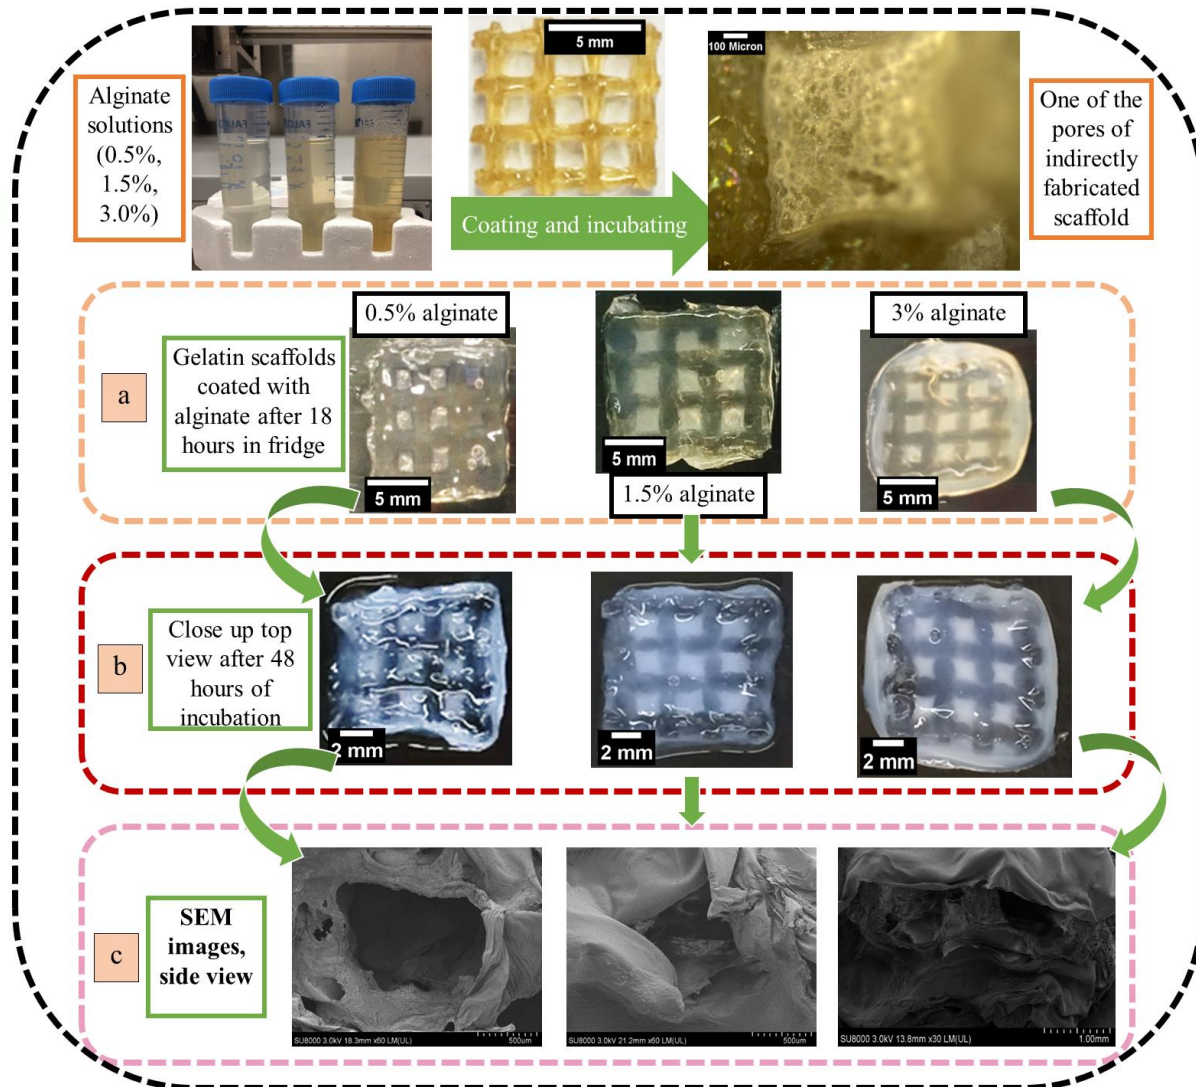 Alginate
solutions
(0.5%,
1.5%,
3.0%)
5 mm
Coating and incubating
100 Micron
One of the
pores of
indirectly
fabricated
scaffold
a
Gelatin scaffolds
coated with
alginate after 18
hours in fridge
0.5% alginate
5 mm
5 mm
1.5% alginate
3% alginate
5 mm
b
Close up top
view after 48
hours of
incubation
2 mm
2 mm
2 mm
c
SEM
images,
side view
SU8000 3.0kV 18.3mm x60 LM(UL) 500um
SU8000 3.0kV 21.2mm x60 LM(UL) 500um
SU8000 3.0kV 13.8mm x30 LM(UL) 1.00mm